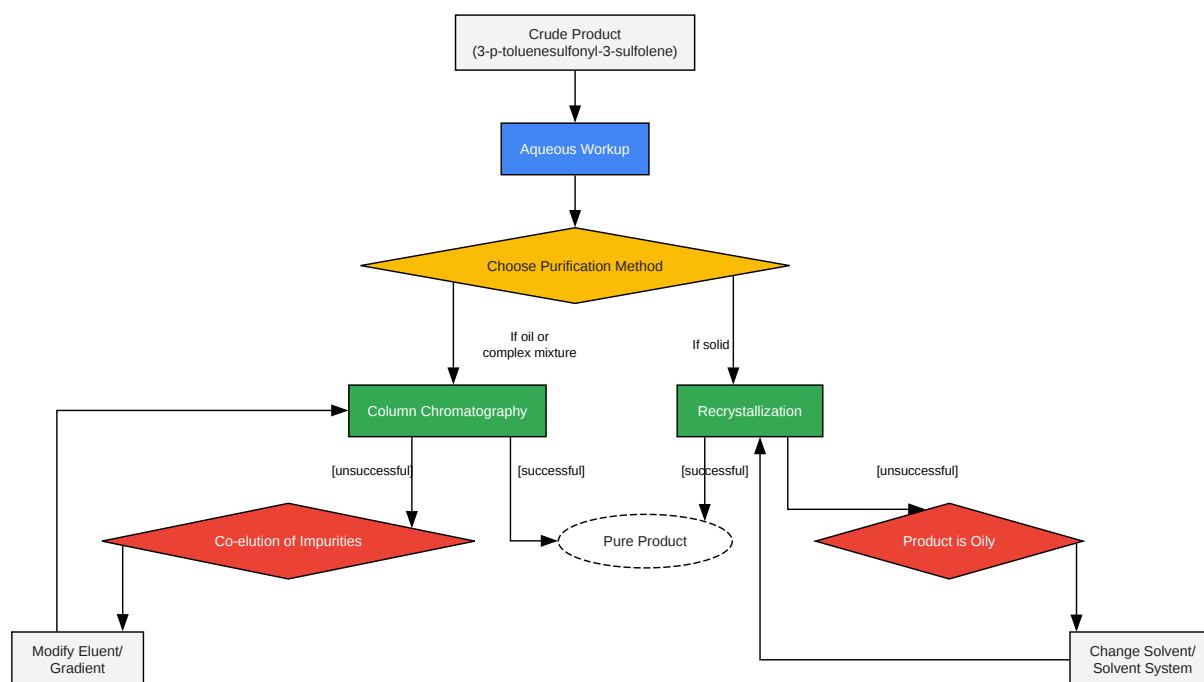 Crude Product
(3-p-toluenesulfonyl-3-sulfolene)
Aqueous Workup
Choose Purification Method
If oil or
complex mixture
If solid
Column Chromatography
Recrystallization
[unsuccessful]
[successful]
[successful]
[unsuccessful]
Co-elution of Impurities
Pure Product
Product is Oily
Modify Eluent/
Gradient
Change Solvent/
Solvent System